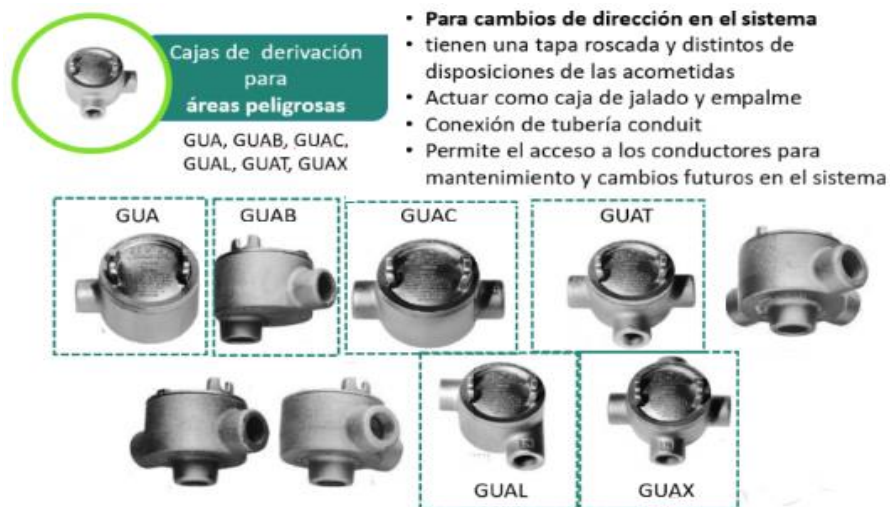 Cajas de derivación
para
áreas peligrosas
GUA, GUAB, GUAC,
GUAL, GUAT, GUAX
• Para cambios de dirección en el sistema
• tienen una tapa roscada y distintos de
disposiciones de las acometidas
• Actuar como caja de jalado y empalme
• Conexión de tubería conduit
• Permite el acceso a los conductores para
mantenimiento y cambios futuros en el sistema
GUA
GUAB
GUAC
GUAT
GUAL
GUAX